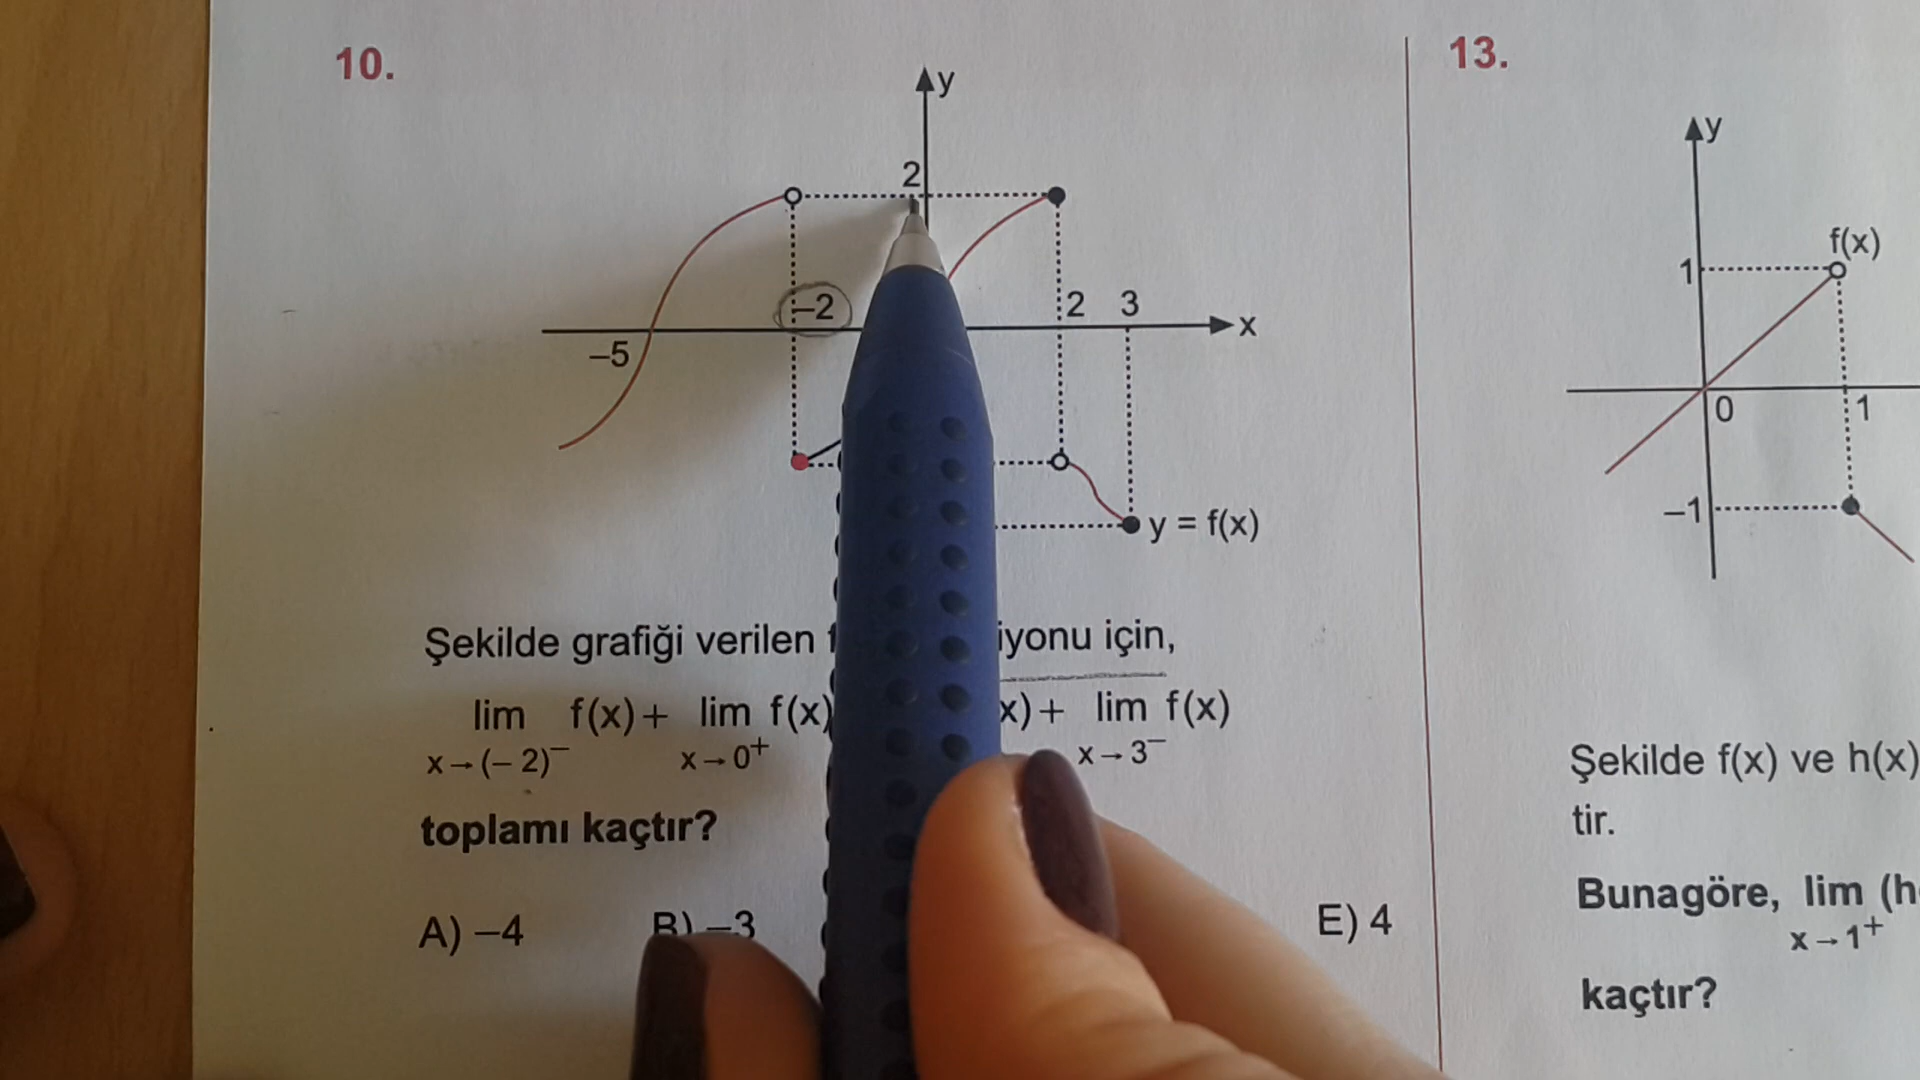 10.
y
2
–2
2
3
x
–5
y = f(x)
Şekilde grafiği verilen için,
lim f(x) + lim f(x) x) + lim f(x)
x→(–2)⁻ x→0⁺ x→3⁻
toplamı kaçtır?
A) –4 B) –3 E) 4
13.
y
f(x)
1
0
1
–1
Şekilde f(x) ve h(x)
tir.
Bunagöre, lim (h
x→1⁺
kaçtır?